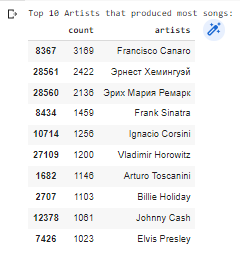 Top 10 Artists that produced most songs:
count artists
8367 3169 Francisco Canaro
28561 2422 Эрнест Хемингуэй
28560 2136 Эрих Мария Ремарк
8434 1459 Frank Sinatra
10714 1256 Ignacio Corsini
27109 1200 Vladimir Horowitz
1682 1146 Arturo Toscanini
2707 1103 Billie Holiday
12378 1061 Johnny Cash
7426 1023 Elvis Presley